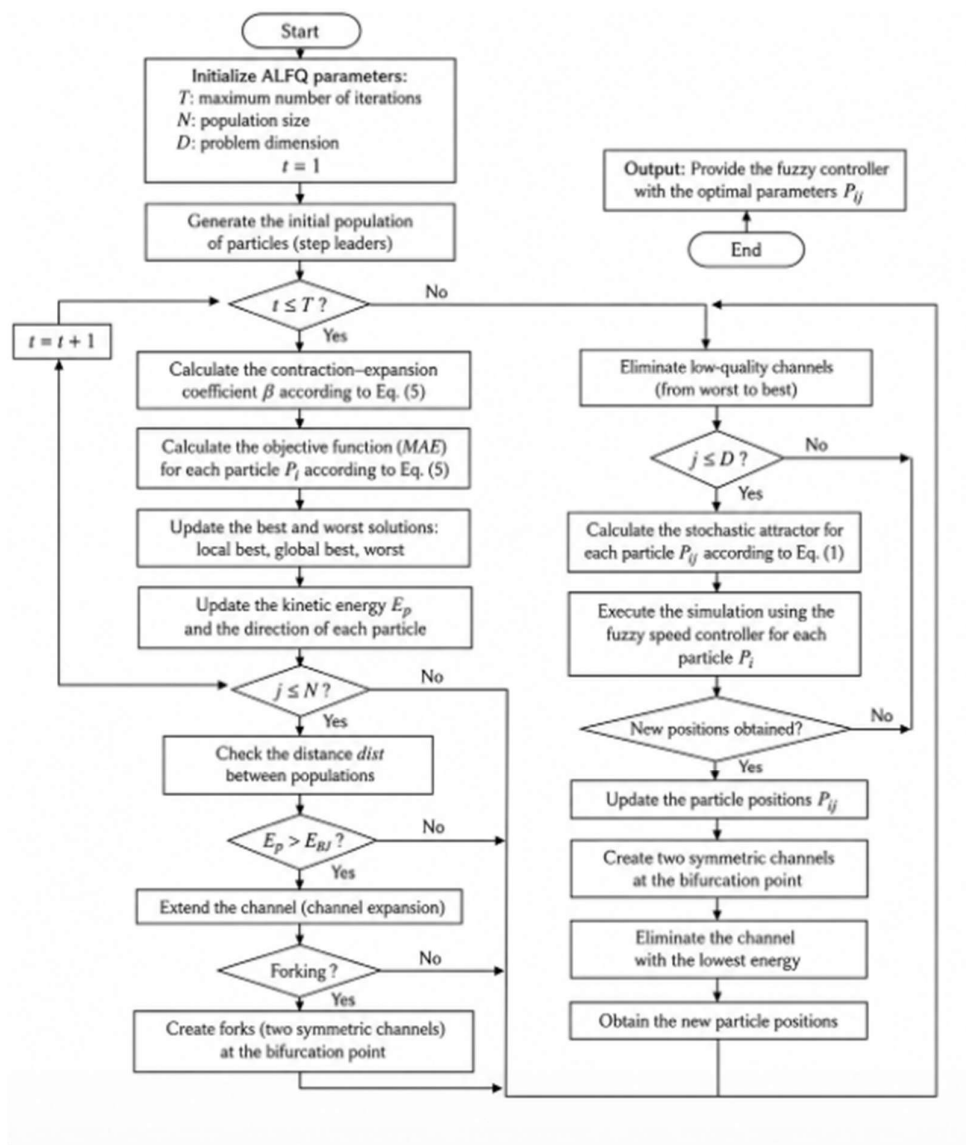 Start
Initialize ALFQ parameters:
T: maximum number of iterations
N: population size
D: problem dimension
t = 1
Generate the initial population
of particles (step leaders)
t ≤ T ?
No
Yes
t = t + 1
Calculate the contraction–expansion
coefficient β according to Eq. (5)
Calculate the objective function (MAE)
for each particle Pi according to Eq. (5)
Update the best and worst solutions:
local best, global best, worst
Update the kinetic energy Ep
and the direction of each particle
j ≤ N ?
No
Yes
Check the distance dist
between populations
Ep > EBJ ?
No
Yes
Extend the channel (channel expansion)
Forking ?
No
Yes
Create forks (two symmetric channels)
at the bifurcation point
Output: Provide the fuzzy controller
with the optimal parameters Pij
End
Eliminate low-quality channels
(from worst to best)
j ≤ D ?
No
Yes
Calculate the stochastic attractor for
each particle Pij according to Eq. (1)
Execute the simulation using the
fuzzy speed controller for each
particle Pi
New positions obtained?
No
Yes
Update the particle positions Pij
Create two symmetric channels
at the bifurcation point
Eliminate the channel
with the lowest energy
Obtain the new particle positions